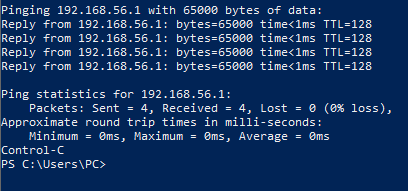 Pinging 192.168.56.1 with 65000 bytes of data:
Reply from 192.168.56.1: bytes=65000 time<1ms TTL=128
Reply from 192.168.56.1: bytes=65000 time<1ms TTL=128
Reply from 192.168.56.1: bytes=65000 time<1ms TTL=128
Reply from 192.168.56.1: bytes=65000 time<1ms TTL=128
Ping statistics for 192.168.56.1:
Packets: Sent = 4, Received = 4, Lost = 0 (0% loss),
Approximate round trip times in milli-seconds:
Minimum = 0ms, Maximum = 0ms, Average = 0ms
Control-C
PS C:\Users\PC>